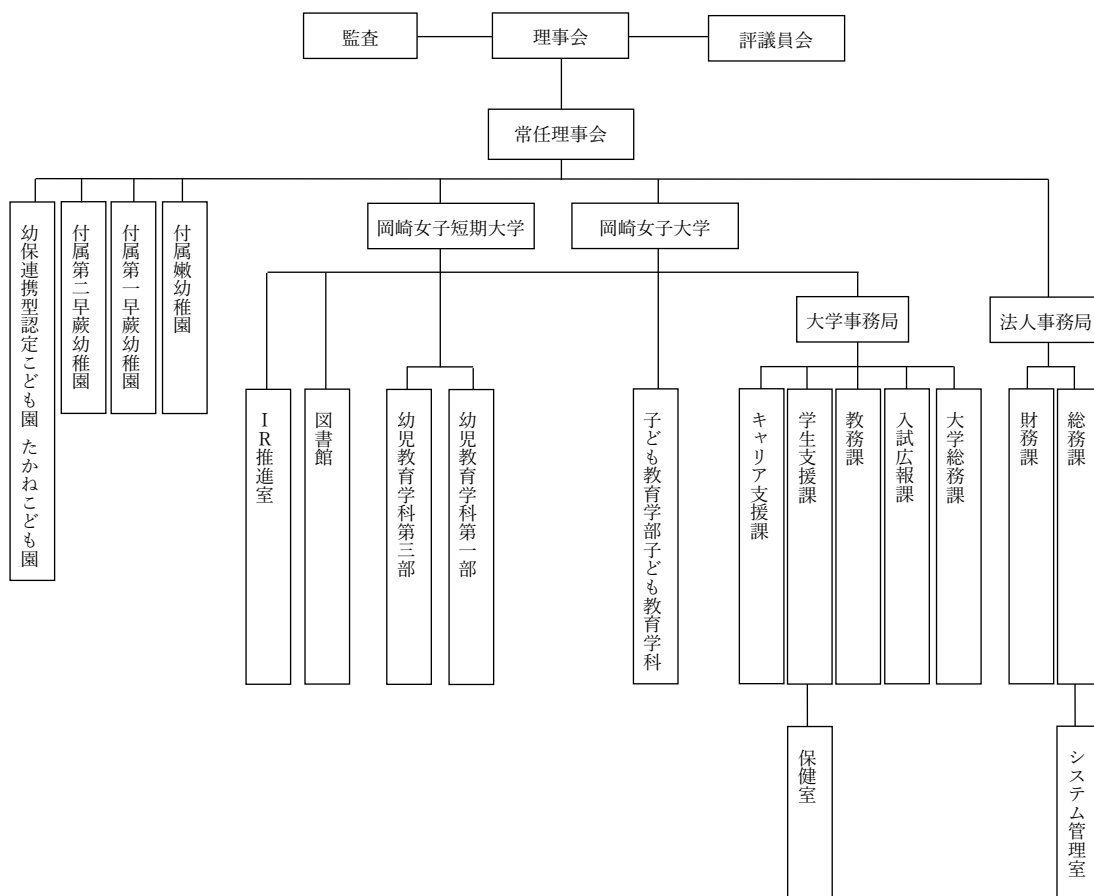 監査
理事会
評議員会
常任理事会
岡崎女子短期大学
岡崎女子大学
幼保連携型認定こども園 たかねこども園
付属第二早蕨幼稚園
付属第一早蕨幼稚園
付属嫩幼稚園
大学事務局
法人事務局
IR推進室
図書館
幼児教育学科第三部
幼児教育学科第一部
子ども教育学部子ども教育学科
キャリア支援課
学生支援課
教務課
入試広報課
大学総務課
財務課
総務課
保健室
システム管理室